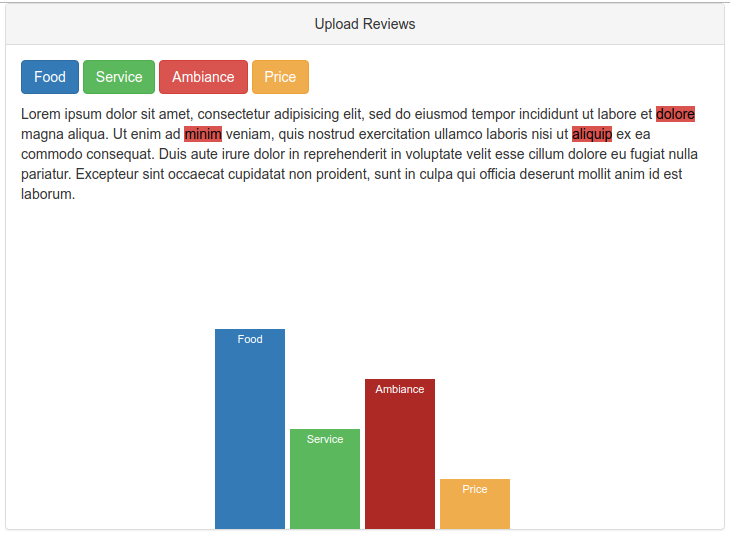 Upload Reviews
Food Service Ambiance Price
Lorem ipsum dolor sit amet, consectetur adipisicing elit, sed do eiusmod tempor incididunt ut labore et dolore
magna aliqua. Ut enim ad minim veniam, quis nostrud exercitation ullamco laboris nisi ut aliquip ex ea
commodo consequat. Duis aute irure dolor in reprehenderit in voluptate velit esse cillum dolore eu fugiat nulla
pariatur. Excepteur sint occaecat cupidatat non proident, sunt in culpa qui officia deserunt mollit anim id est
laborum.
Food
Ambiance
Service
Price